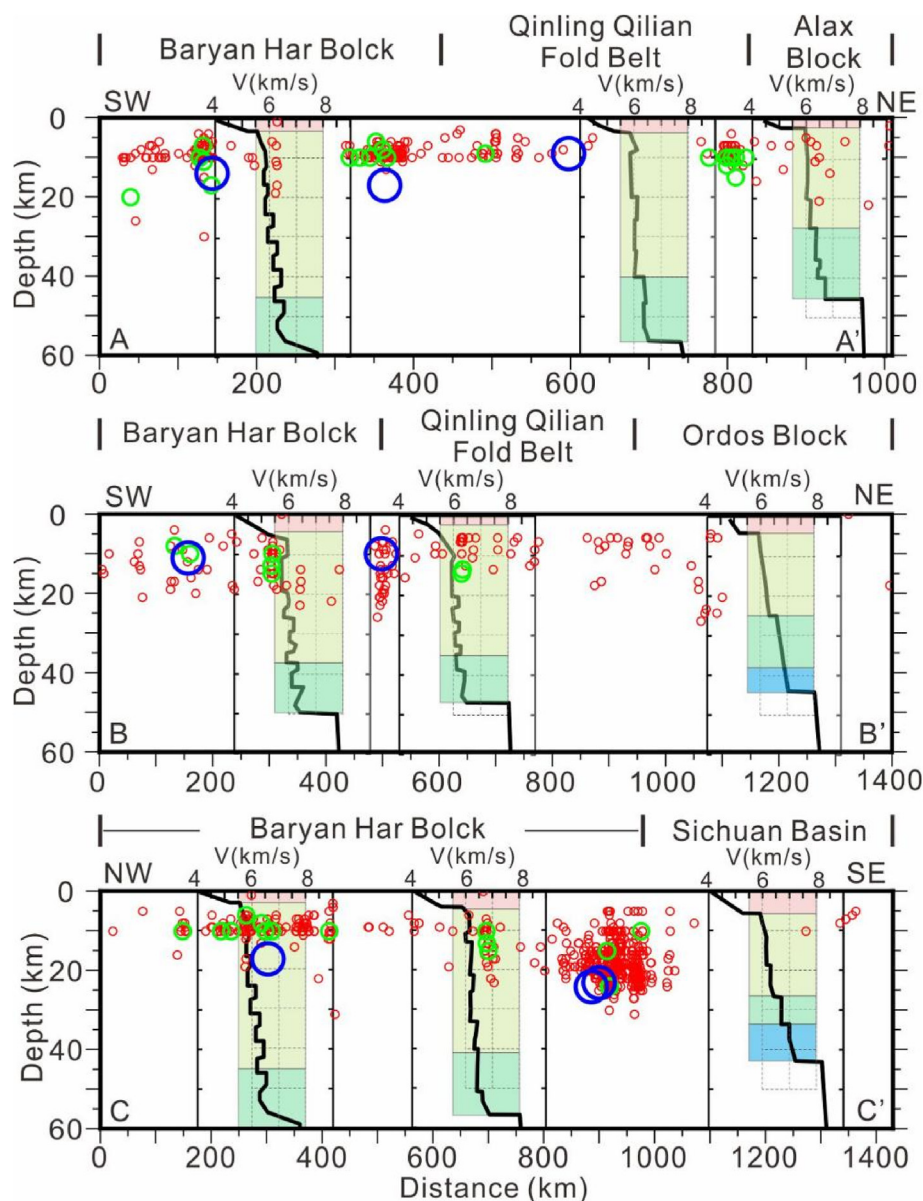 Baryan Har Bolck
Qinling Qilian
Fold Belt
Alax
Block
V(km/s) V(km/s) V(km/s)
SW 4 6 8 4 6 8 4 6 8 NE
0
20
40
60
Depth (km)
A A'
0 200 400 600 800 1000
Baryan Har Bolck
Qinling Qilian
Fold Belt
Ordos Block
V(km/s) V(km/s) V(km/s)
SW 4 6 8 4 6 8 4 6 8 NE
0
20
40
60
Depth (km)
B B'
0 200 400 600 800 1000 1200 1400
Baryan Har Bolck Sichuan Basin
V(km/s) V(km/s) V(km/s)
NW 4 6 8 4 6 8 4 6 8 SE
0
20
40
60
Depth (km)
C C'
0 200 400 600 800 1000 1200 1400
Distance (km)